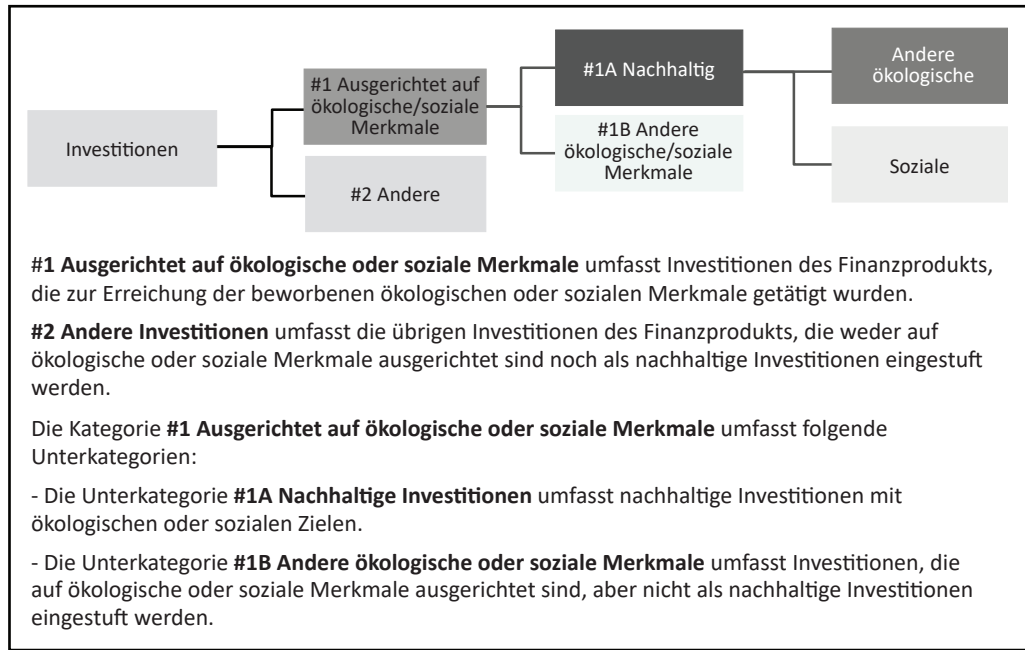 Investitionen
#1 Ausgerichtet auf
ökologische/soziale
Merkmale
#2 Andere
#1A Nachhaltig
#1B Andere
ökologische/soziale
Merkmale
Andere
ökologische
Soziale
#1 Ausgerichtet auf ökologische oder soziale Merkmale umfasst Investitionen des Finanzprodukts,
die zur Erreichung der beworbenen ökologischen oder sozialen Merkmale getätigt wurden.
#2 Andere Investitionen umfasst die übrigen Investitionen des Finanzprodukts, die weder auf
ökologische oder soziale Merkmale ausgerichtet sind noch als nachhaltige Investitionen eingestuft
werden.
Die Kategorie #1 Ausgerichtet auf ökologische oder soziale Merkmale umfasst folgende
Unterkategorien:
- Die Unterkategorie #1A Nachhaltige Investitionen umfasst nachhaltige Investitionen mit
ökologischen oder sozialen Zielen.
- Die Unterkategorie #1B Andere ökologische oder soziale Merkmale umfasst Investitionen, die
auf ökologische oder soziale Merkmale ausgerichtet sind, aber nicht als nachhaltige Investitionen
eingestuft werden.